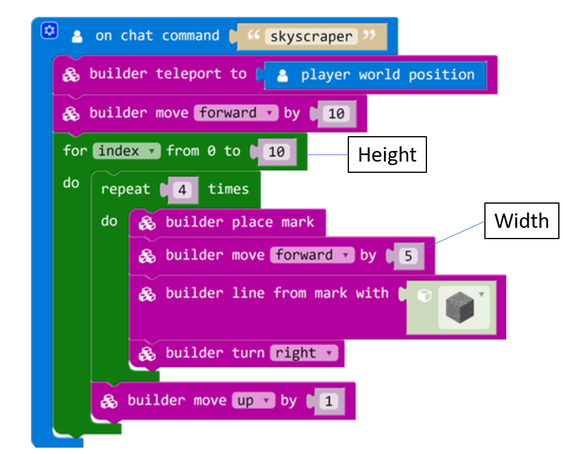 on chat command “ skyscraper ”
builder teleport to player world position
builder move forward by 10
for index from 0 to 10
Height
do repeat 4 times
do builder place mark
Width
builder move forward by 5
builder line from mark with
builder turn right
builder move up by 1